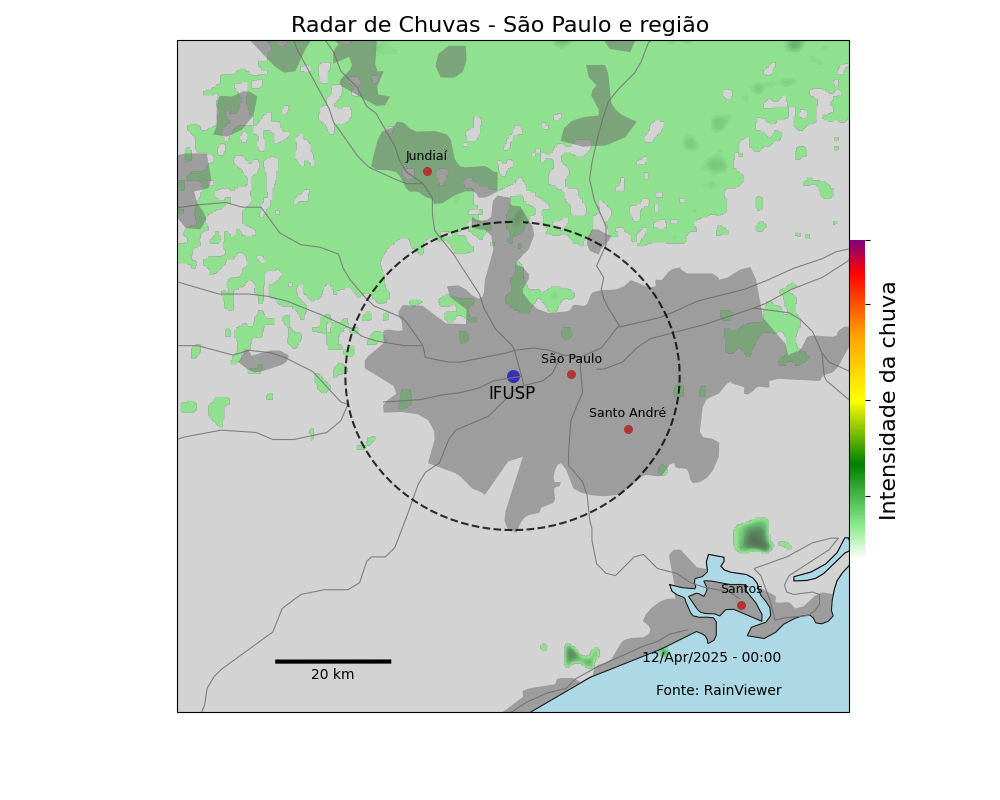 Radar de Chuvas - São Paulo e região
Jundiaí
São Paulo
IFUSP
Santo André
Intensidade da chuva
Santos
12/Apr/2025 - 00:00
20 km
Fonte: RainViewer